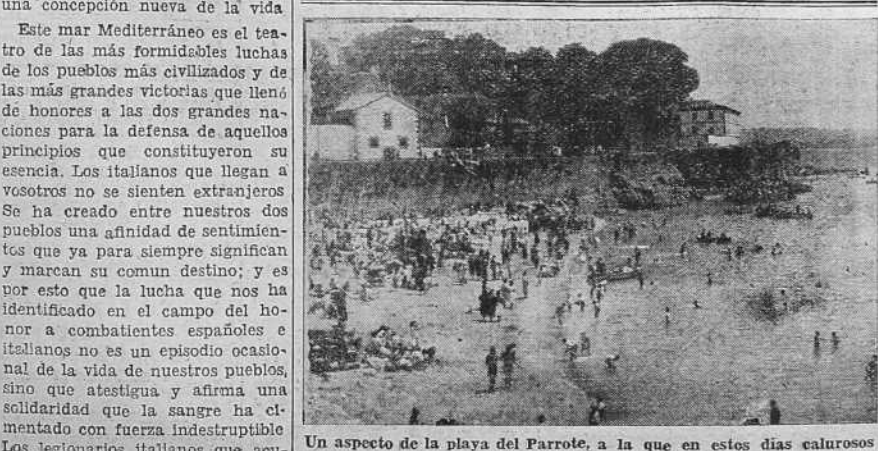 una concepción nueva de la vida
Este mar Mediterráneo es el tea-
tro de las más formidables luchas
de los pueblos más civilizados y de
las más grandes victorias que llenó
de honores a las dos grandes na-
ciones para la defensa de aquellos
principios que constituyeron su
esencia. Los italianos que llegan a
vosotros no se sienten extranjeros
Se ha creado entre nuestros dos
pueblos una afinidad de sentimien-
tos que ya para siempre significan
y marcan su comun destino; y es
por esto que la lucha que nos ha
identificado en el campo del ho-
nor a combatientes españoles e
italianos no es un episodio ocasio-
nal de la vida de nuestros pueblos,
sino que atestigua y afirma una
solidaridad que la sangre ha ci-
mentado con fuerza indestruptible
Los legionarios italianos que acu-
Un aspecto de la playa del Parrote, a la que en estos días calurosos